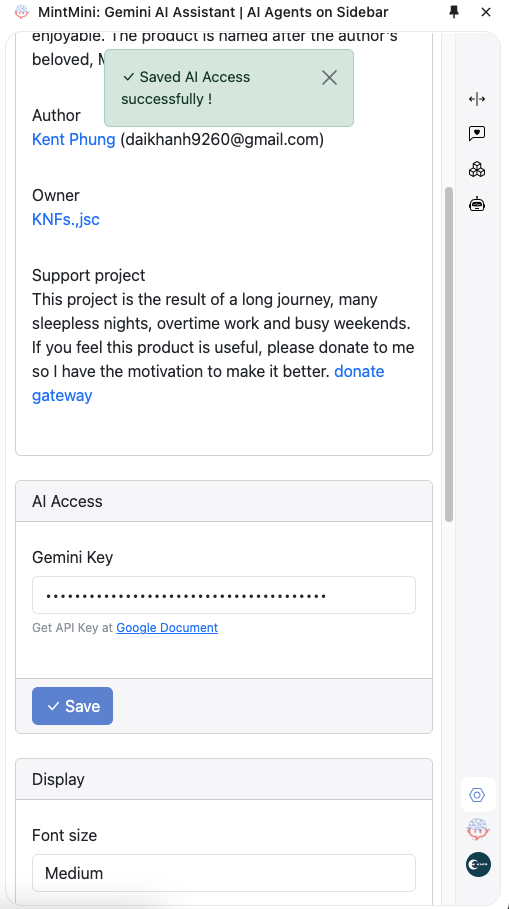 MintMini: Gemini AI Assistant | AI Agents on Sidebar
enjoyable. The product is named after the author's
beloved, M
✓ Saved AI Access
successfully !
Author
Kent Phung (daikhanh9260@gmail.com)
Owner
KNFs.,jsc
Support project
This project is the result of a long journey, many
sleepless nights, overtime work and busy weekends.
If you feel this product is useful, please donate to me
so I have the motivation to make it better. donate
gateway
AI Access
Gemini Key
•••••••••••••••••••••••••••••••••••••••
Get API Key at Google Document
✓ Save
Display
Font size
Medium